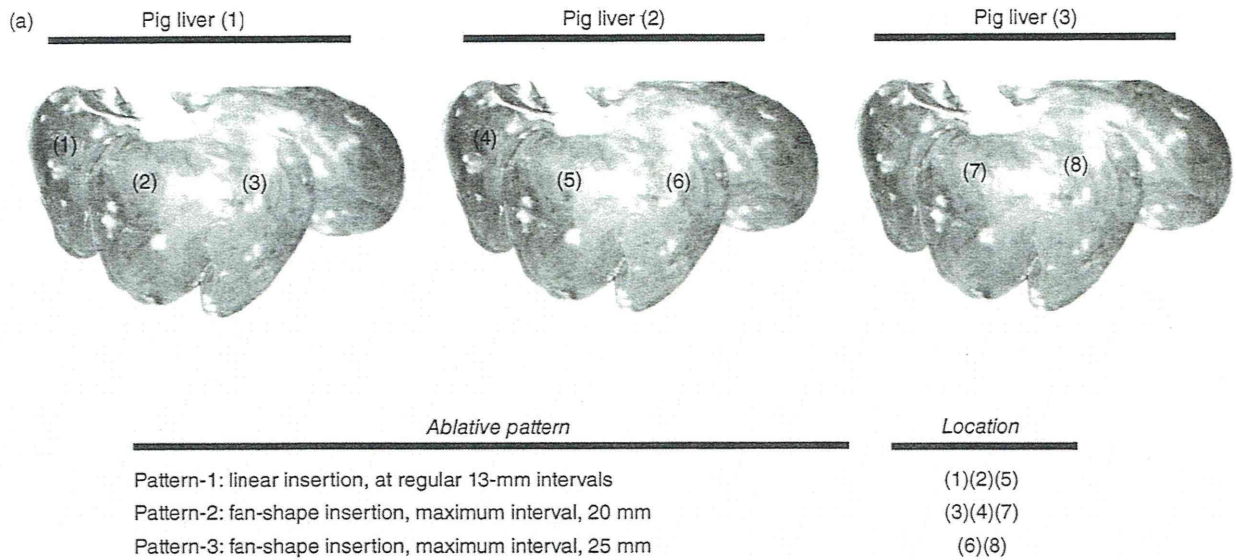 (a) Pig liver (1) Pig liver (2) Pig liver (3)
(1) (2) (3) (4) (5) (6) (7) (8)
Ablative pattern Location
Pattern-1: linear insertion, at regular 13-mm intervals (1)(2)(5)
Pattern-2: fan-shape insertion, maximum interval, 20 mm (3)(4)(7)
Pattern-3: fan-shape insertion, maximum interval, 25 mm (6)(8)